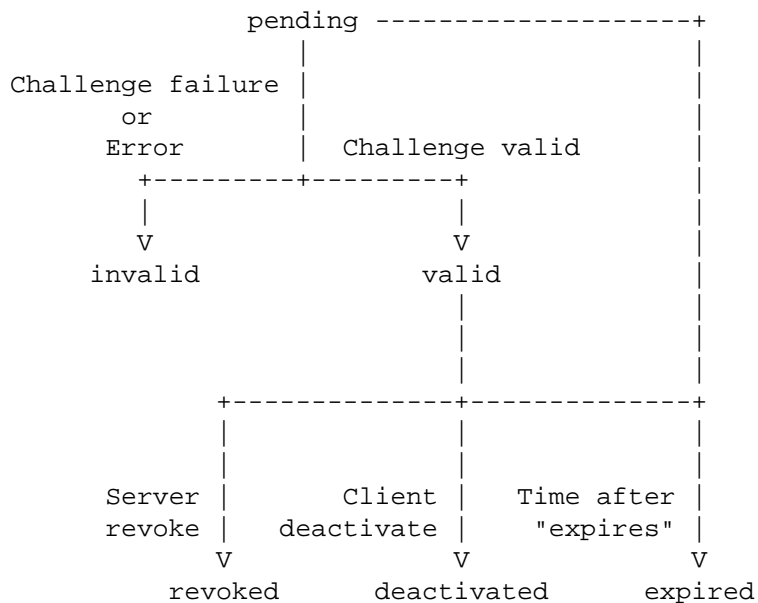 pending --------------------+
|                        |
Challenge failure |                        |
or          |                        |
Error       |  Challenge valid       |
+---------+---------+              |
|                   |              |
V                   V              |
invalid              valid            |
|              |
|              |
|              |
|              |
+--------------+--------------+
|              |              |
|              |              |
Server |       Client |   Time after |
revoke |   deactivate |    "expires" |
V              V              V
revoked      deactivated     expired